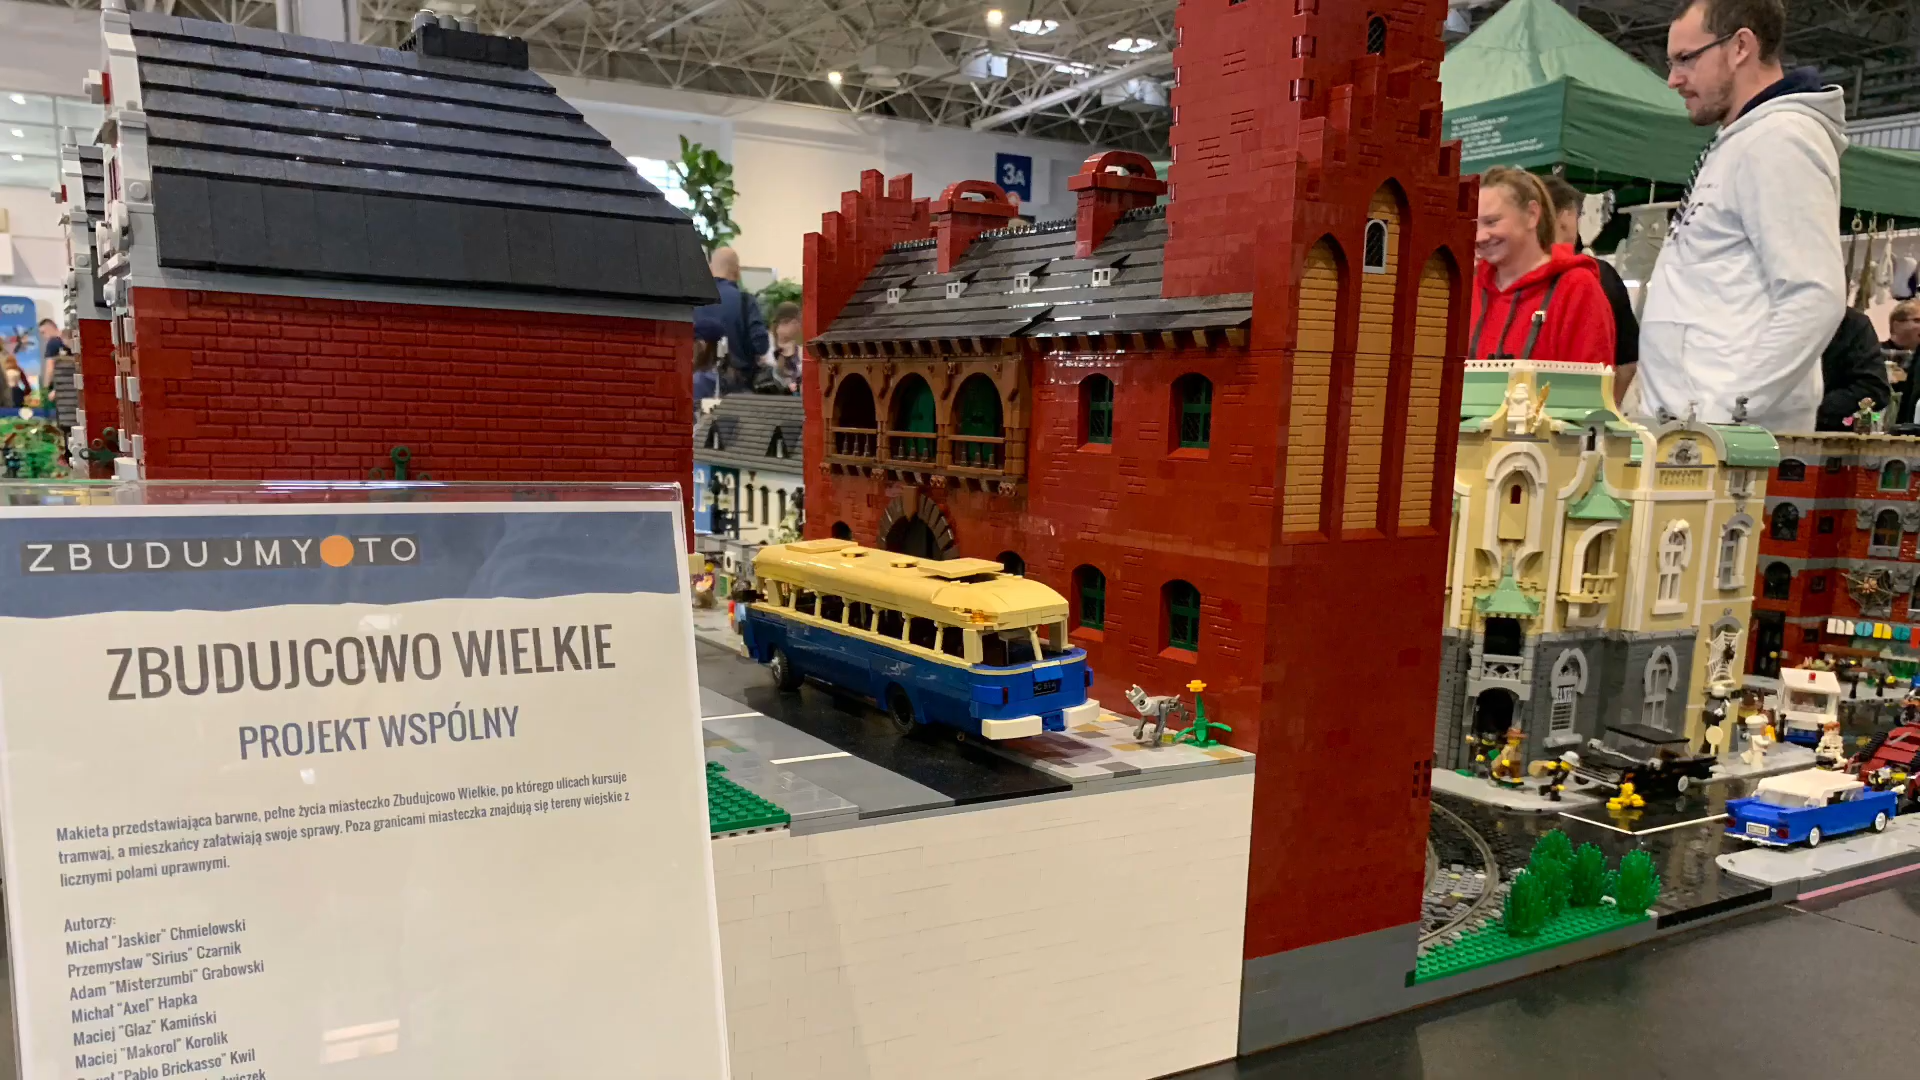 ZBUDUJMY TO
ZBUDUJCOWO WIELKIE
PROJEKT WSPÓLNY
Makieta przedstawiająca barwne, pełne życia miasteczko Zbudujcowo Wielkie, po którego ulicach kursuje
tramwaj, a mieszkańcy załatwiają swoje sprawy. Poza granicami miasteczka znajdują się tereny wiejskie z
licznymi polami uprawnymi.
Autorzy:
Michał "Jaskier" Chmielowski
Przemysław "Sirius" Czarnik
Adam "Misterzumbi" Grabowski
Michał "Axel" Hapka
Maciej "Głaz" Kamiński
Maciej "Makorol" Korolik
"Pablo Brickasso" Kwil
3A
CITY